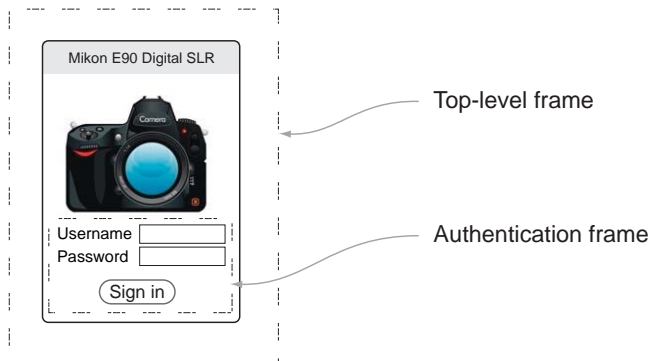 Mikon E90 Digital SLR
Camera
Top-level frame
Username
Password
Authentication frame
Sign in